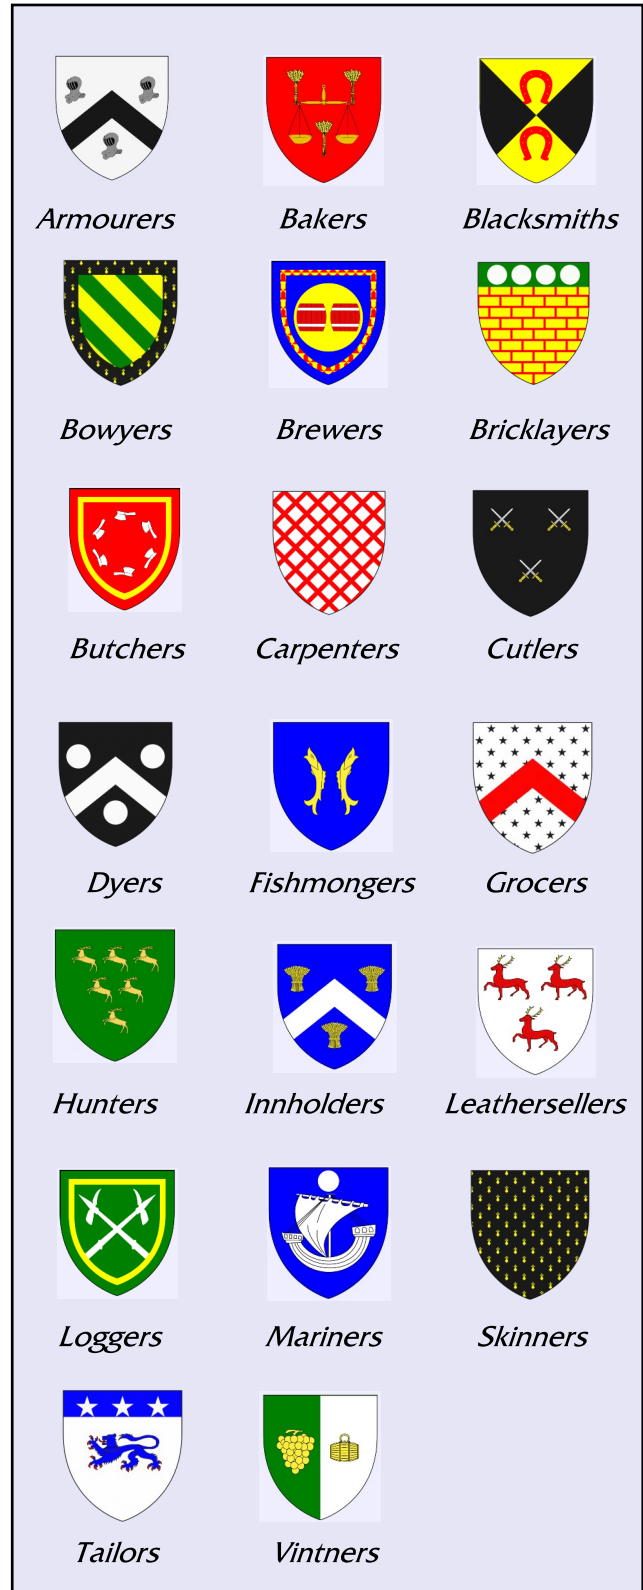 Armourers Bakers Blacksmiths
Bowyers Brewers Bricklayers
Butchers Carpenters Cutlers
Dyers Fishmongers Grocers
Hunters Innholders Leathersellers
Loggers Mariners Skinners
Tailors Vintners